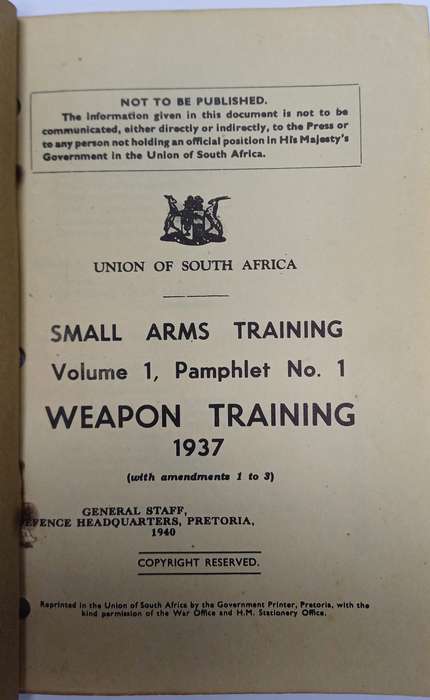 NOT TO BE PUBLISHED.
The information given in this document is not to be
communicated, either directly or indirectly, to the Press or
to any person not holding an official position in His Majesty's
Government in the Union of South Africa.
UNION OF SOUTH AFRICA
SMALL ARMS TRAINING
Volume 1, Pamphlet No. 1
WEAPON TRAINING
1937
(with amendments 1 to 3)
GENERAL STAFF,
EFENCE HEADQUARTERS, PRETORIA,
1940
COPYRIGHT RESERVED.
Reprinted in the Union of South Africa by the Government Printer, Pretoria, with the
kind permission of the War Office and H.M. Stationery Office.